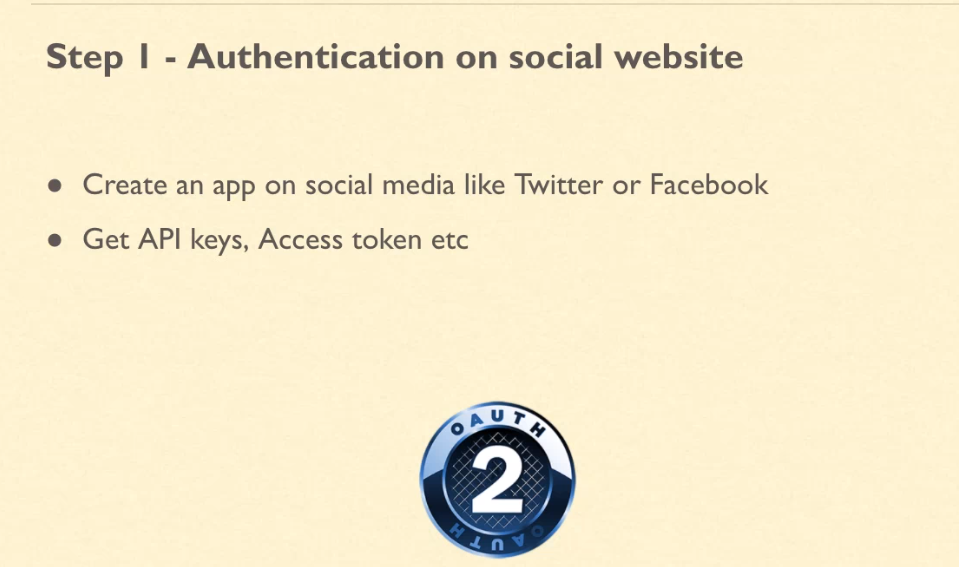 Step 1 - Authentication on social website
● Create an app on social media like Twitter or Facebook
● Get API keys, Access token etc
OAUTH
2
OAUTH